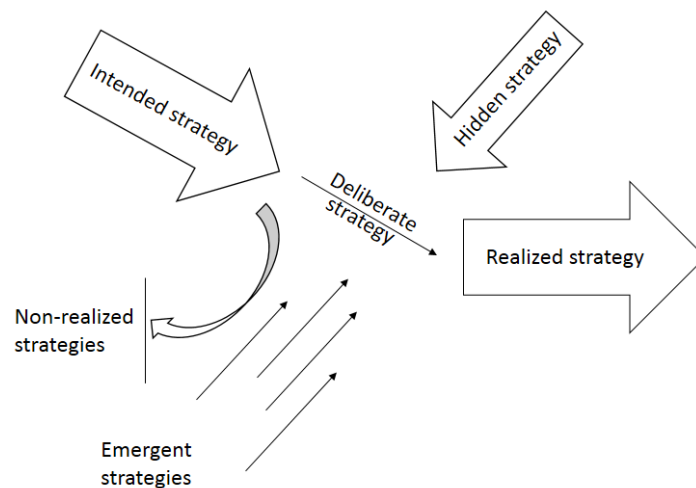 Intended strategy
Hidden strategy
Deliberate
strategy
Realized strategy
Non-realized
strategies
Emergent
strategies